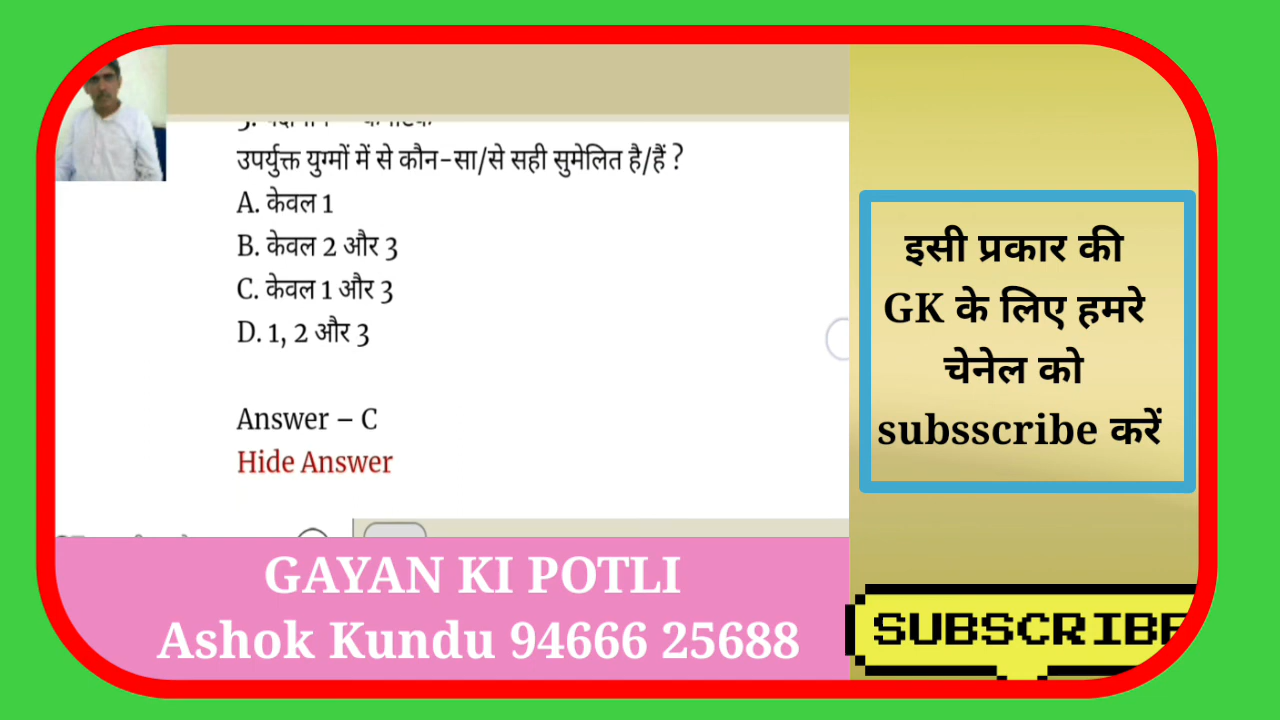 उपर्युक्त युग्मों में से कौन-सा/से सही सुमेलित है/हैं ?
A. केवल 1
B. केवल 2 और 3
C. केवल 1 और 3
D. 1, 2 और 3
Answer – C
Hide Answer
इसी प्रकार की
GK के लिए हमरे
चेनेल को
subsscribe करें
GAYAN KI POTLI
Ashok Kundu 94666 25688
SUBSCRIBE